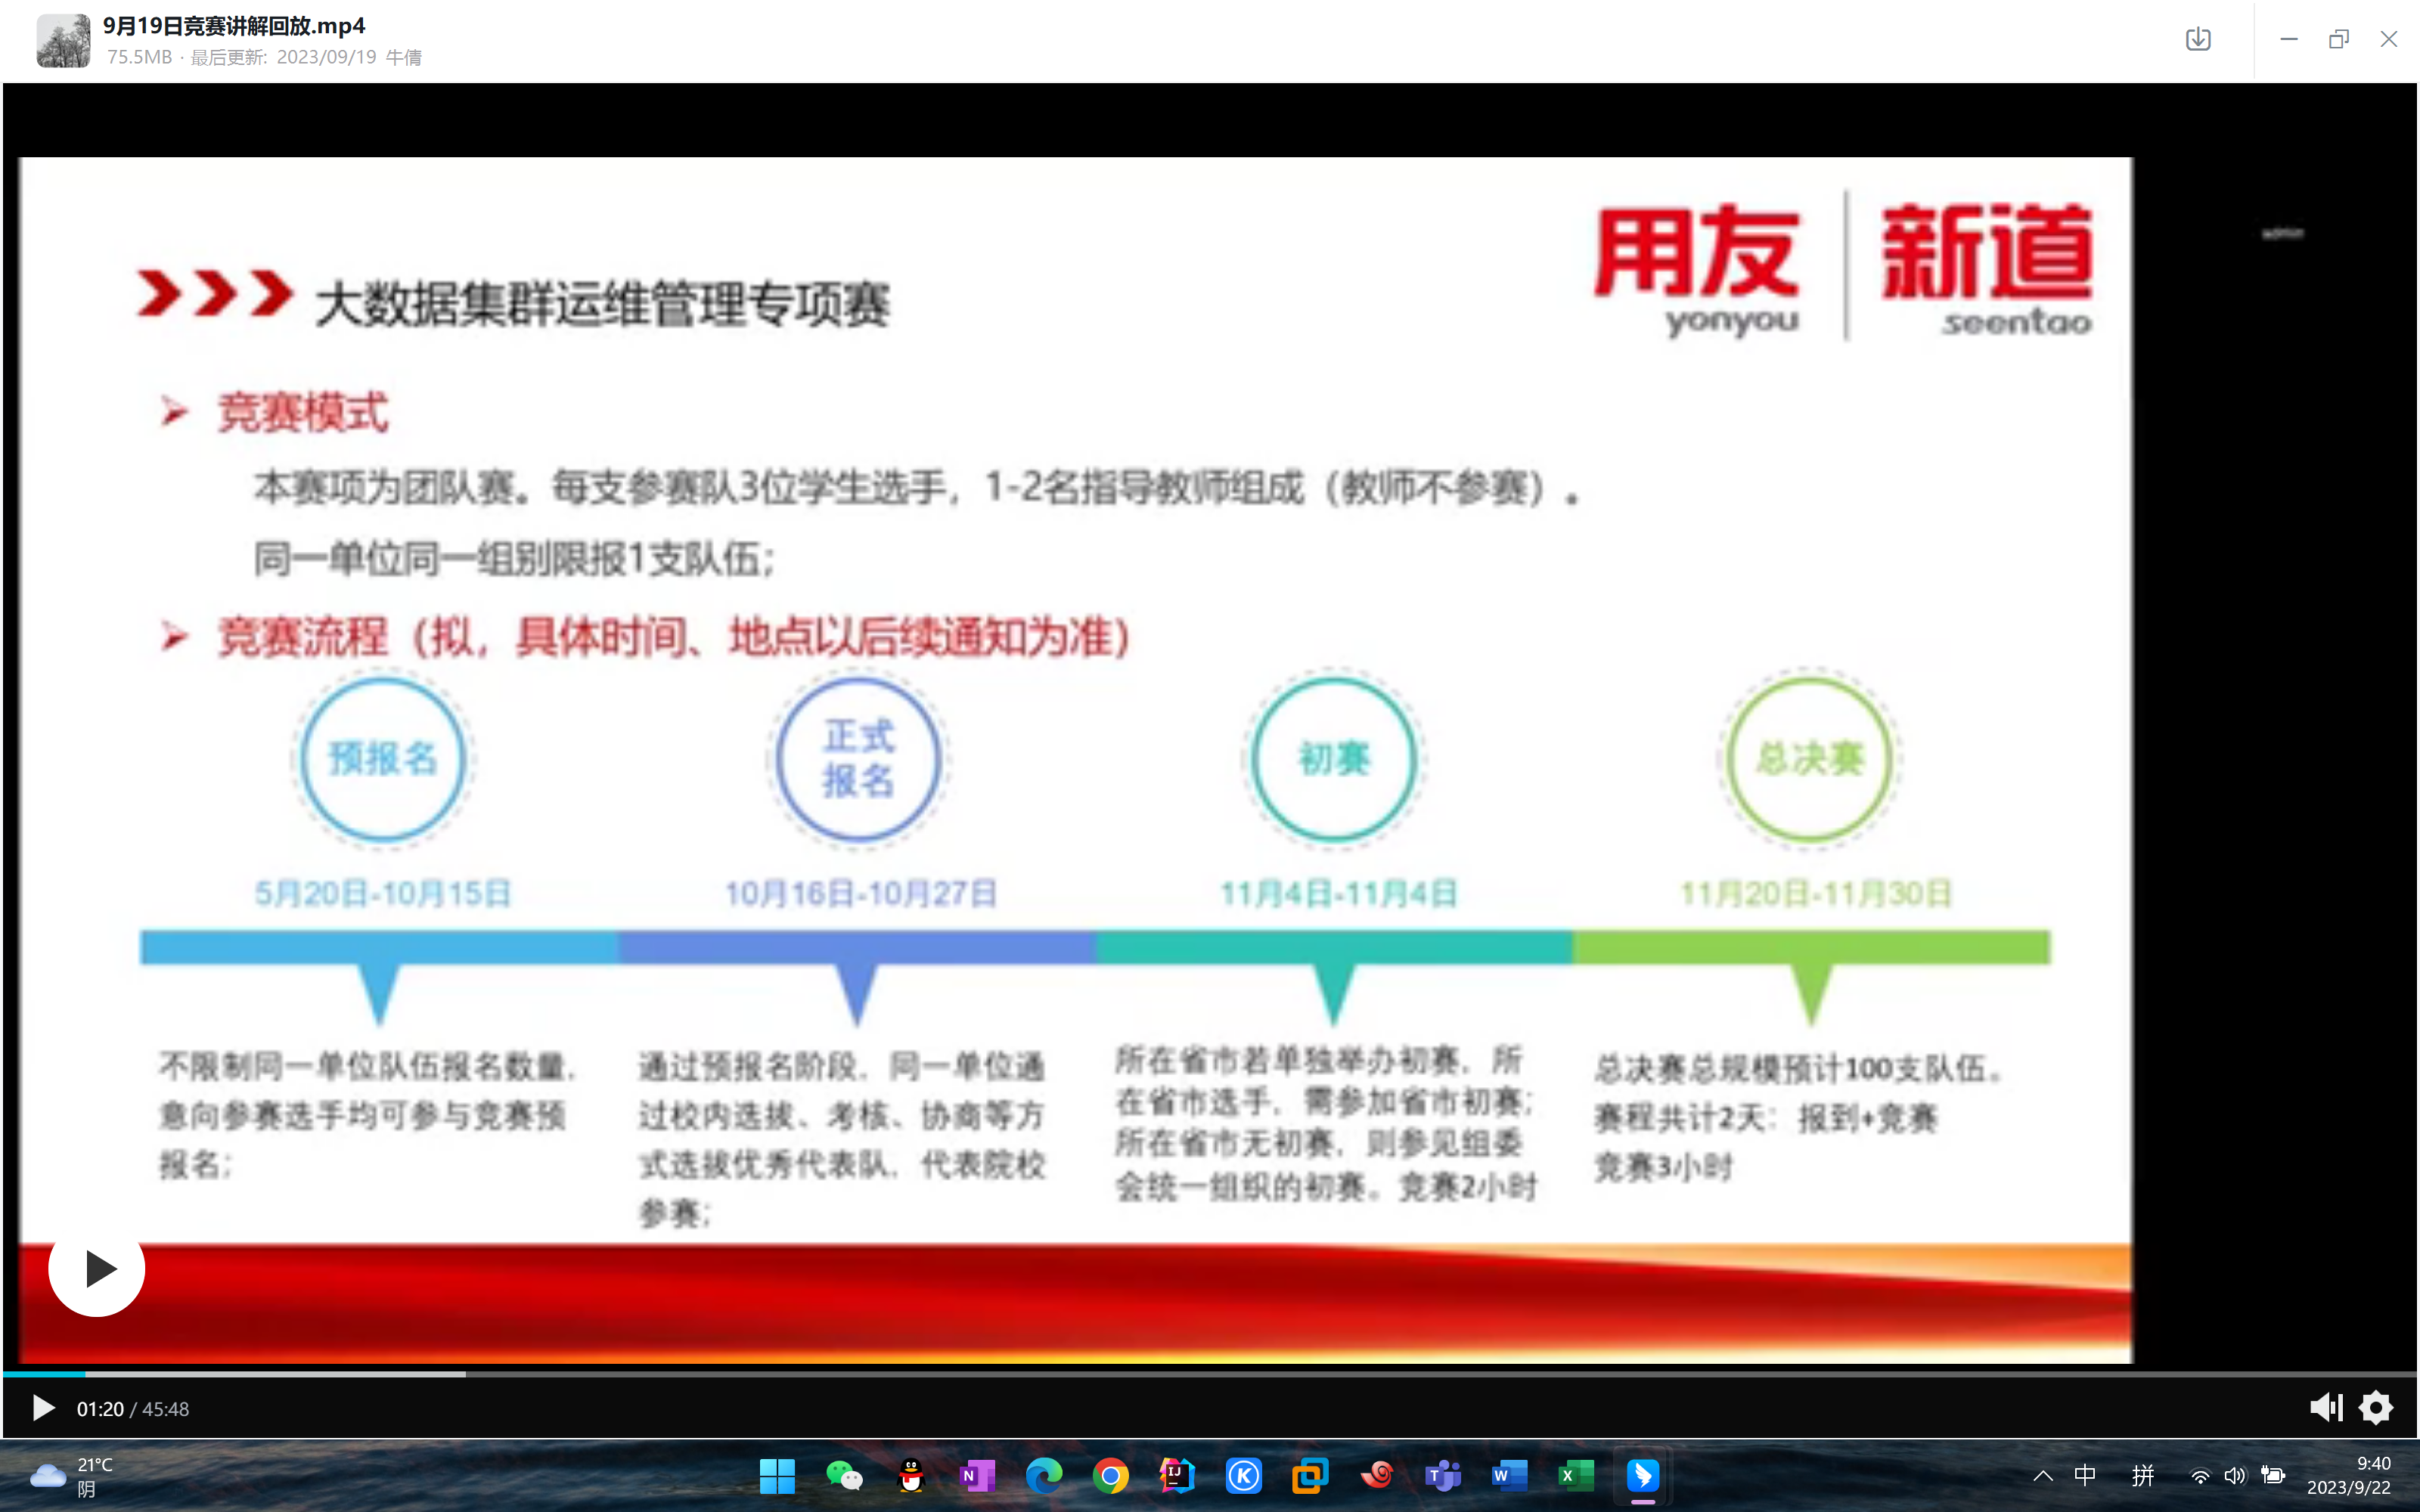 9月19日竞赛讲解回放.mp4
75.5MB · 最后更新: 2023/09/19 牛倩
用友 新道
yonyou seentao
大数据集群运维管理专项赛
竞赛模式
本赛项为团队赛。每支参赛队3位学生选手，1-2名指导教师组成（教师不参赛）。
同一单位同一组别限报1支队伍；
竞赛流程（拟，具体时间、地点以后续通知为准）
预报名
正式
报名
初赛
总决赛
5月20日-10月15日
10月16日-10月27日
11月4日-11月4日
11月20日-11月30日
不限制同一单位队伍报名数量，
意向参赛选手均可参与竞赛预
报名；
通过预报名阶段，同一单位通
过校内选拔、考核、协商等方
式选拔优秀代表队，代表院校
参赛；
所在省市若单独举办初赛，所
在省市选手，需参加省市初赛；
所在省市无初赛，则参见组委
会统一组织的初赛。竞赛2小时
总决赛总规模预计100支队伍。
赛程共计2天：报到+竞赛
竞赛3小时
01:20 / 45:48
21°C
阴
中 拼
9:40
2023/9/22